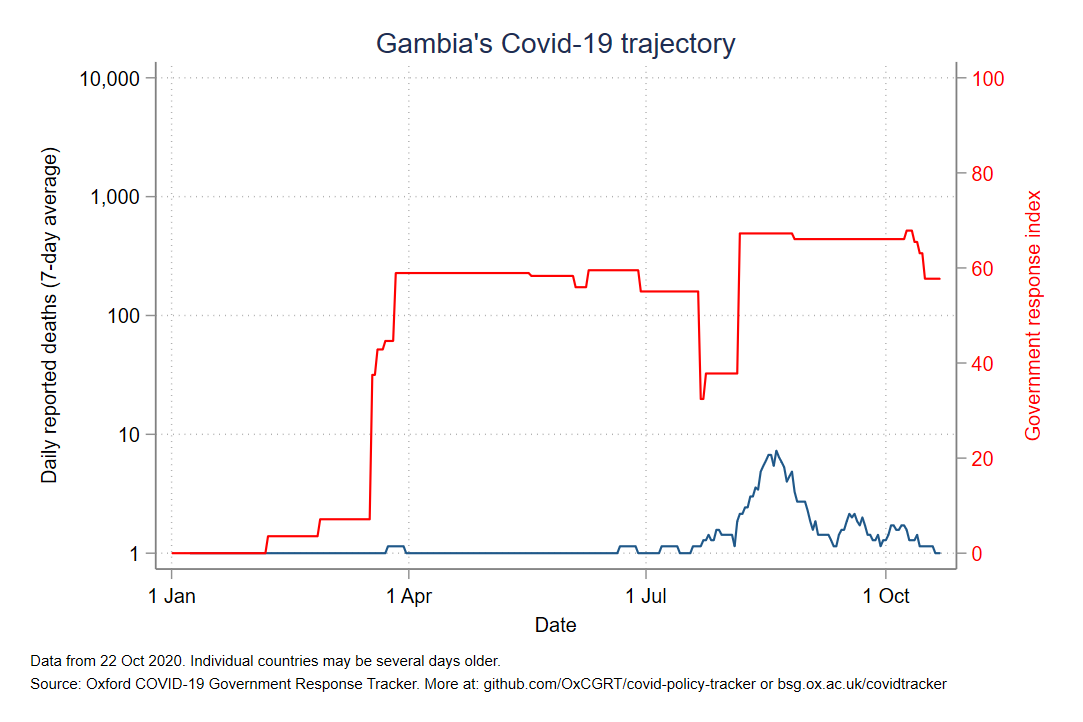 Gambia's Covid-19 trajectory
10,000
1,000
100
10
1
Daily reported deaths (7-day average)
100
80
60
40
20
0
Government response index
1 Jan
1 Apr
1 Jul
1 Oct
Date
Data from 22 Oct 2020. Individual countries may be several days older.
Source: Oxford COVID-19 Government Response Tracker. More at: github.com/OxCGRT/covid-policy-tracker or bsg.ox.ac.uk/covidtracker